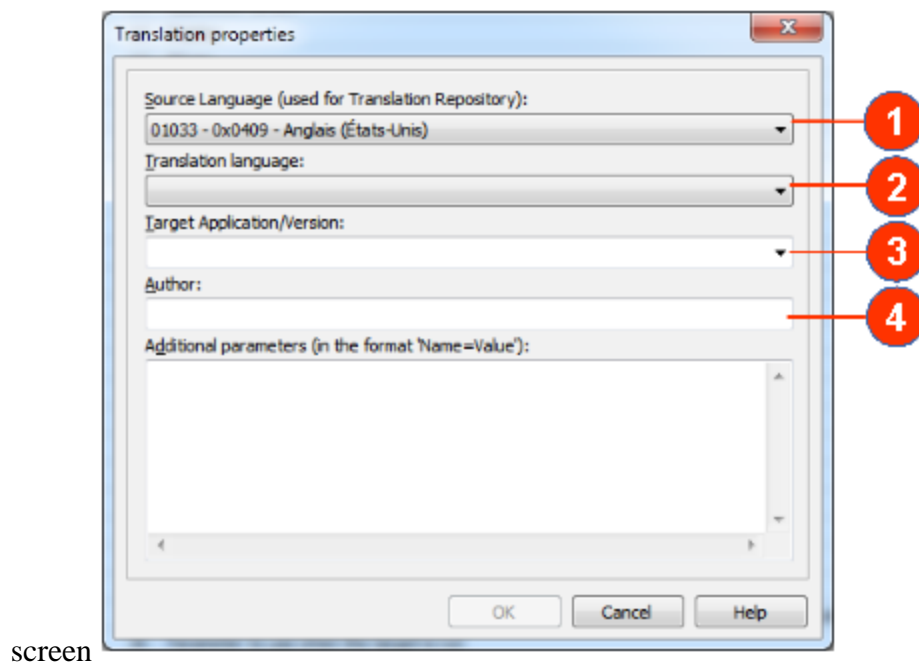 Translation properties
Source Language (used for Translation Repository):
01033 - 0x0409 - Anglais (États-Unis)
1
Translation language:
2
Target Application/Version:
3
Author:
4
Additional parameters (in the format 'Name=Value'):
OK Cancel Help
screen